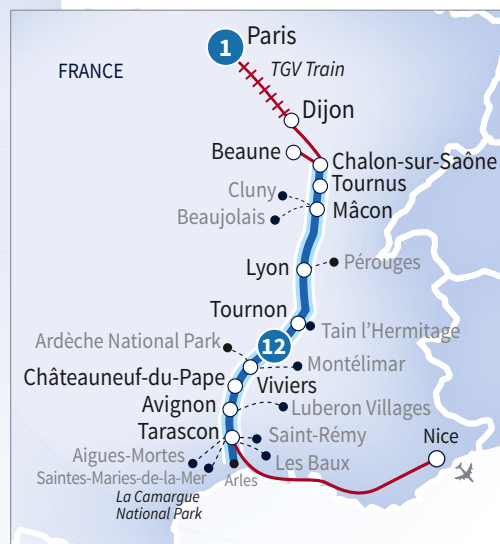 1
Paris
FRANCE
TGV Train
Dijon
Beaune
Chalon-sur-Saône
Cluny
Tournus
Beaujolais
Mâcon
Lyon
Pérouges
Tournon
Tain l'Hermitage
Ardèche National Park
12
Montélimar
Châteauneuf-du-Pape
Viviers
Avignon
Luberon Villages
Tarascon
Saint-Rémy
Nice
Aigues-Mortes
Les Baux
Saintes-Maries-de-la-Mer
Arles
La Camargue
National Park